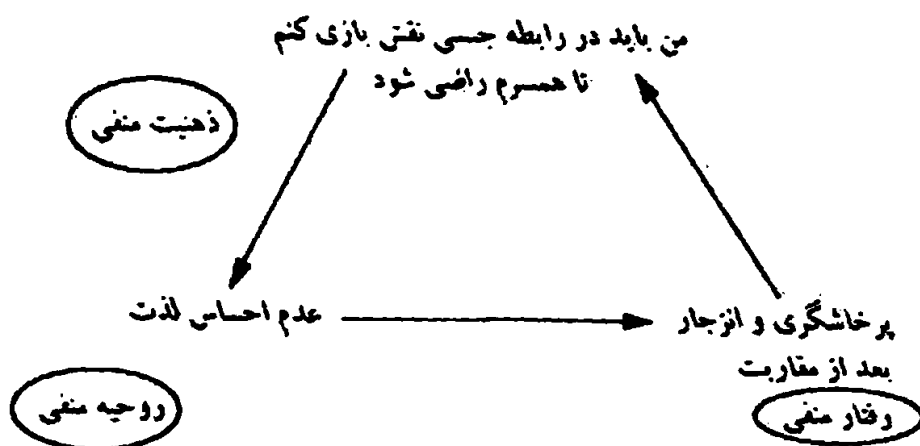 من باید در رابطه جنسی نقش بازی کنم
تا همسرم راضی شود
ذهنیت منفی
عدم احساس لذت
پرخاشگری و انزجار
بعد از مقاربت
روحیه منفی
رفتار منفی